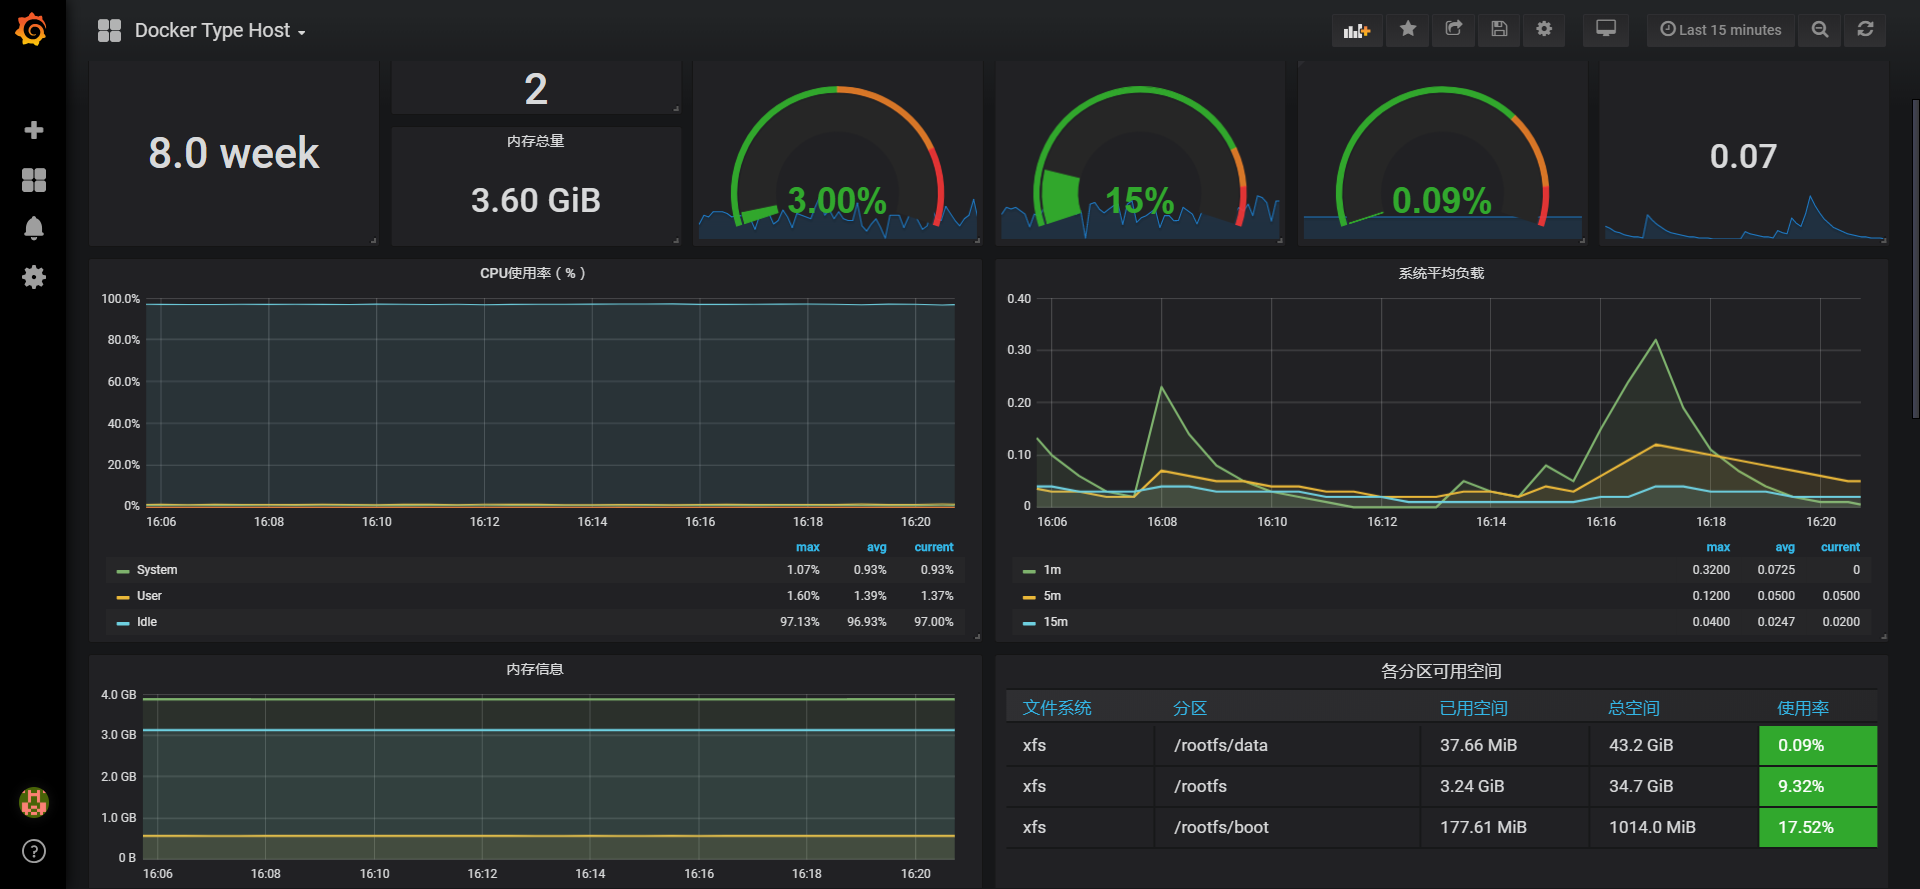 Docker Type Host
Last 15 minutes
8.0 week
2
内存总量
3.60 GiB
3.00%
15%
0.09%
0.07
CPU使用率（%）
100.0%
80.0%
60.0%
40.0%
20.0%
0%
16:06 16:08 16:10 16:12 16:14 16:16 16:18 16:20
max avg current
System 1.07% 0.93% 0.93%
User 1.60% 1.39% 1.37%
Idle 97.13% 96.93% 97.00%
系统平均负载
0.40
0.30
0.20
0.10
0
16:06 16:08 16:10 16:12 16:14 16:16 16:18 16:20
max avg current
1m 0.3200 0.0725 0
5m 0.1200 0.0500 0.0500
15m 0.0400 0.0247 0.0200
内存信息
4.0 GB
3.0 GB
2.0 GB
1.0 GB
0 B
16:06 16:08 16:10 16:12 16:14 16:16 16:18 16:20
各分区可用空间
文件系统 分区 已用空间 总空间 使用率
xfs /rootfs/data 37.66 MiB 43.2 GiB 0.09%
xfs /rootfs 3.24 GiB 34.7 GiB 9.32%
xfs /rootfs/boot 177.61 MiB 1014.0 MiB 17.52%